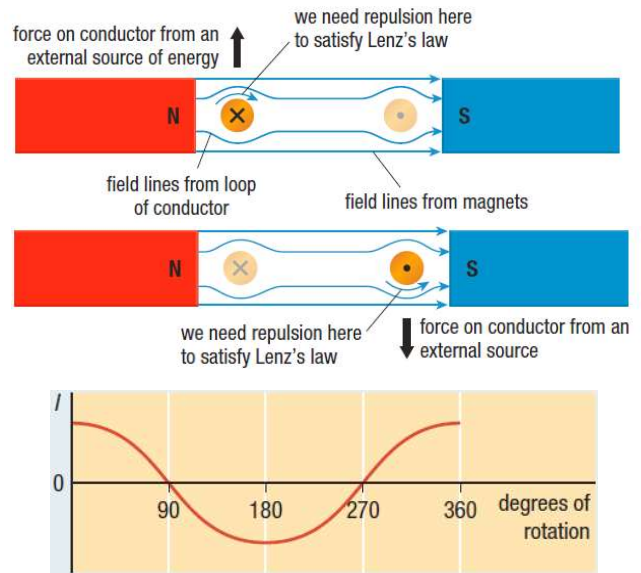 we need repulsion here
to satisfy Lenz's law
force on conductor from an
external source of energy
N
S
field lines from loop
of conductor
field lines from magnets
N
S
we need repulsion here
to satisfy Lenz's law
force on conductor from an
external source
I
0
90
180
270
360
degrees of
rotation